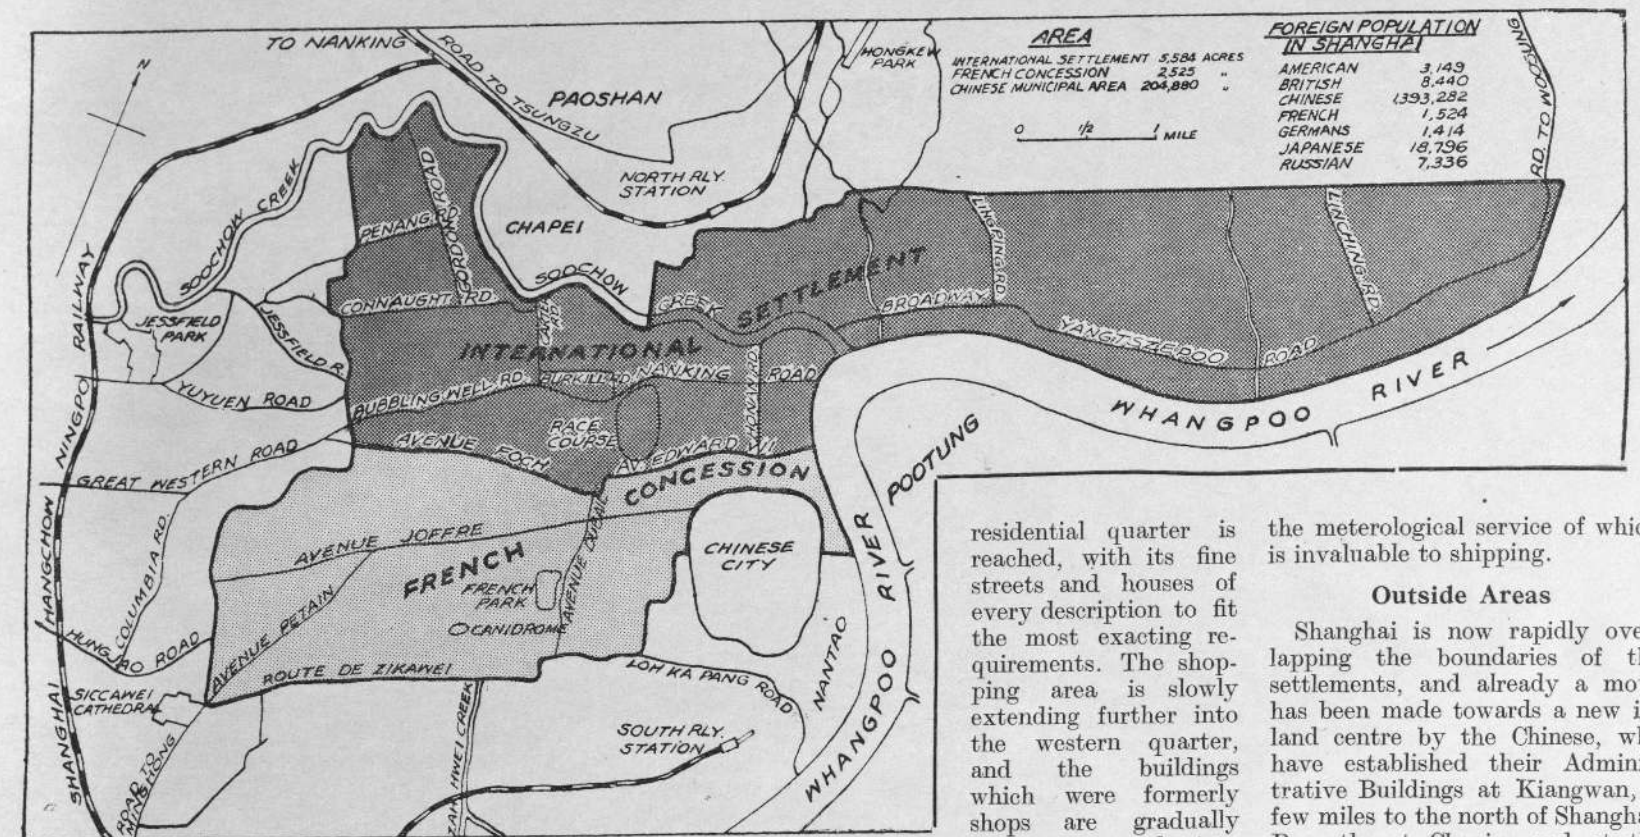 TO NANKING
ROAD TO TSUNGZU
PAOSHAN
HONGKEW
PARK
AREA
INTERNATIONAL SETTLEMENT 5,584 ACRES
FRENCH CONCESSION 2,525 "
CHINESE MUNICIPAL AREA 204,880 "
0 1/2 1 MILE
FOREIGN POPULATION
IN SHANGHAI
AMERICAN 3,149
BRITISH 8,440
CHINESE 1,393,282
FRENCH 1,524
GERMANS 1,414
JAPANESE 18,796
RUSSIAN 7,336
RD. TO WOOSUNG
N
NORTH RLY.
STATION
CHAPEI
SOOCHOW CREEK
PENANG
GORDON ROAD
SOOCHOW
CREEK
CONNAUGHT RD.
CARTER RD.
SETTLEMENT
INTERNATIONAL
LINGPING RD.
LINCHING RD.
BROADWAY
YANGTSZEPOO ROAD
JESSFIELD
PARK
JESSFIELD R.
YUYUEN ROAD
BUBBLING WELL RD.
BURKILL RD.
NANKING ROAD
HONAN RD.
RACE
COURSE
AVENUE FOCH
AV. EDWARD VII
WHANGPOO RIVER
POOTUNG
GREAT WESTERN ROAD
SHANGHAI HANGCHOW NINGPO RAILWAY
COLUMBIA RD.
HUNGJAO ROAD
FRENCH CONCESSION
AVENUE JOFFRE
AVENUE DUBAIL
AVENUE PETAIN
FRENCH
PARK
CANIDROME
ROUTE DE ZIKAWEI
CHINESE
CITY
SICCAWEI
CATHEDRAL
ROAD TO
MINGHONG
ZAH HWEI CREEK
LOH KA PANG ROAD
NANTAO
SOUTH RLY.
STATION
WHANGPOO RIVER
residential quarter is
reached, with its fine
streets and houses of
every description to fit
the most exacting re-
quirements. The shop-
ping area is slowly
extending further into
the western quarter,
and the buildings
which were formerly
shops are gradually
the meterological service of whic
is invaluable to shipping.
Outside Areas
Shanghai is now rapidly ove
lapping the boundaries of th
settlements, and already a mo
has been made towards a new i
land centre by the Chinese, wh
have established their Admini
trative Buildings at Kiangwan,
few miles to the north of Shangha